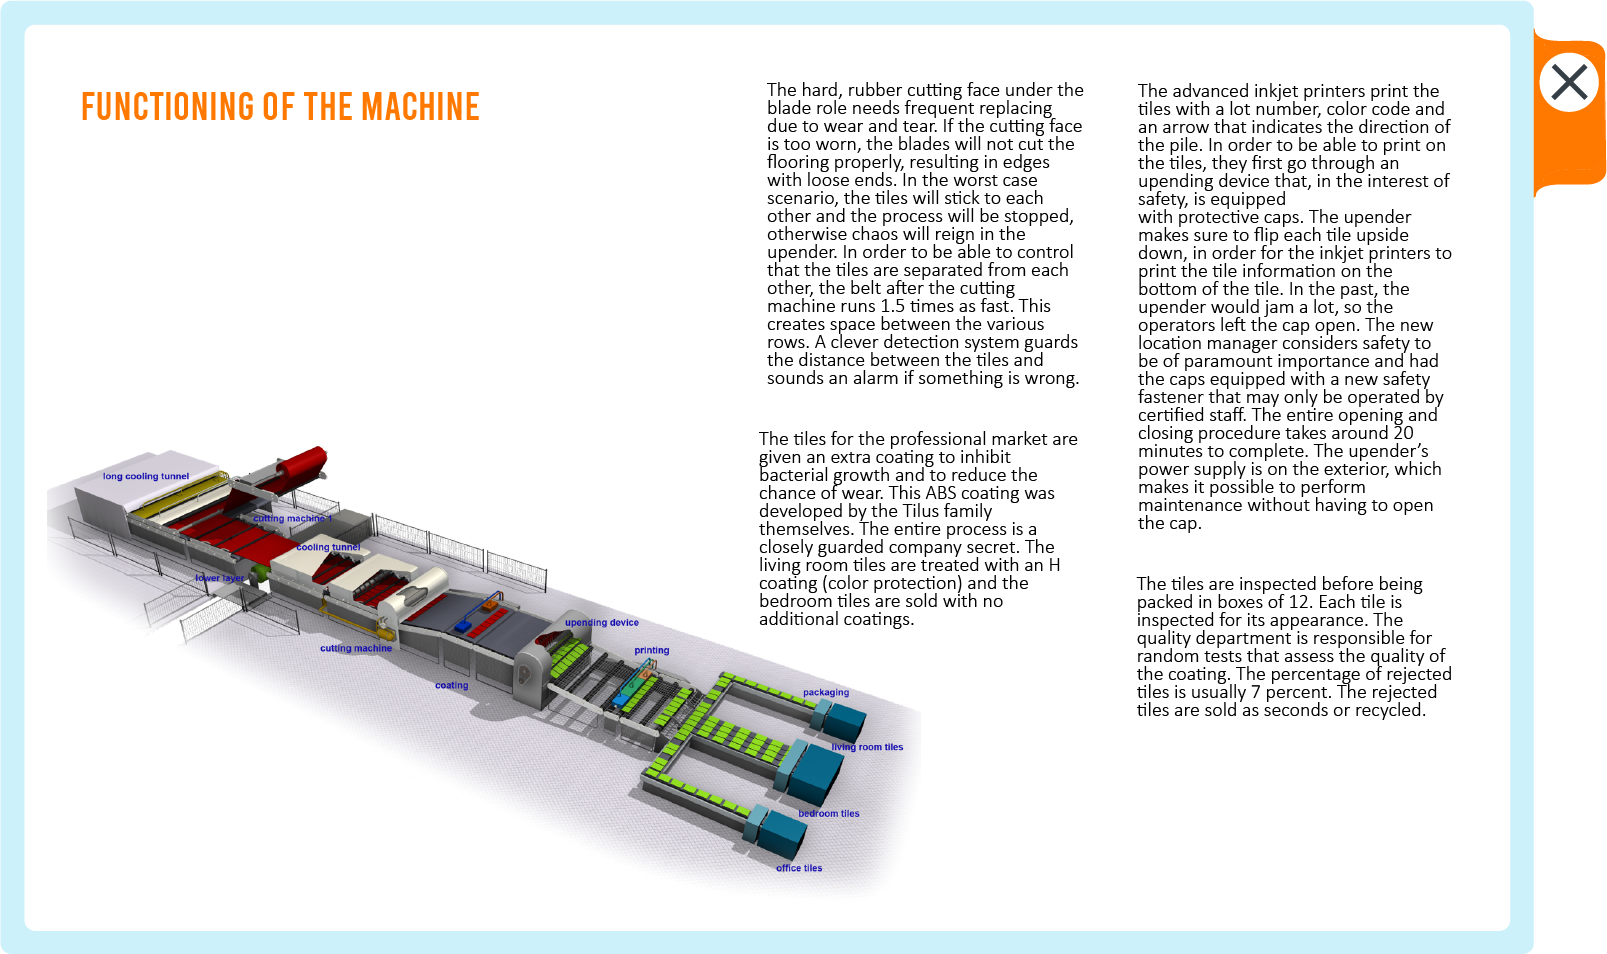 FUNCTIONING OF THE MACHINE
The hard, rubber cutting face under the
blade role needs frequent replacing
due to wear and tear. If the cutting face
is too worn, the blades will not cut the
flooring properly, resulting in edges
with loose ends. In the worst case
scenario, the tiles will stick to each
other and the process will be stopped,
otherwise chaos will reign in the
upender. In order to be able to control
that the tiles are separated from each
other, the belt after the cutting
machine runs 1.5 times as fast. This
creates space between the various
rows. A clever detection system guards
the distance between the tiles and
sounds an alarm if something is wrong.
The tiles for the professional market are
given an extra coating to inhibit
bacterial growth and to reduce the
chance of wear. This ABS coating was
developed by the Tilus family
themselves. The entire process is a
closely guarded company secret. The
living room tiles are treated with an H
coating (color protection) and the
bedroom tiles are sold with no
additional coatings.
The advanced inkjet printers print the
tiles with a lot number, color code and
an arrow that indicates the direction of
the pile. In order to be able to print on
the tiles, they first go through an
upending device that, in the interest of
safety, is equipped
with protective caps. The upender
makes sure to flip each tile upside
down, in order for the inkjet printers to
print the tile information on the
bottom of the tile. In the past, the
upender would jam a lot, so the
operators left the cap open. The new
location manager considers safety to
be of paramount importance and had
the caps equipped with a new safety
fastener that may only be operated by
certified staff. The entire opening and
closing procedure takes around 20
minutes to complete. The upender's
power supply is on the exterior, which
makes it possible to perform
maintenance without having to open
the cap.
The tiles are inspected before being
packed in boxes of 12. Each tile is
inspected for its appearance. The
quality department is responsible for
random tests that assess the quality of
the coating. The percentage of rejected
tiles is usually 7 percent. The rejected
tiles are sold as seconds or recycled.
long cooling tunnel
cutting machine 1
cooling tunnel
lower layer
cutting machine
coating
upending device
printing
packaging
living room tiles
bedroom tiles
office tiles